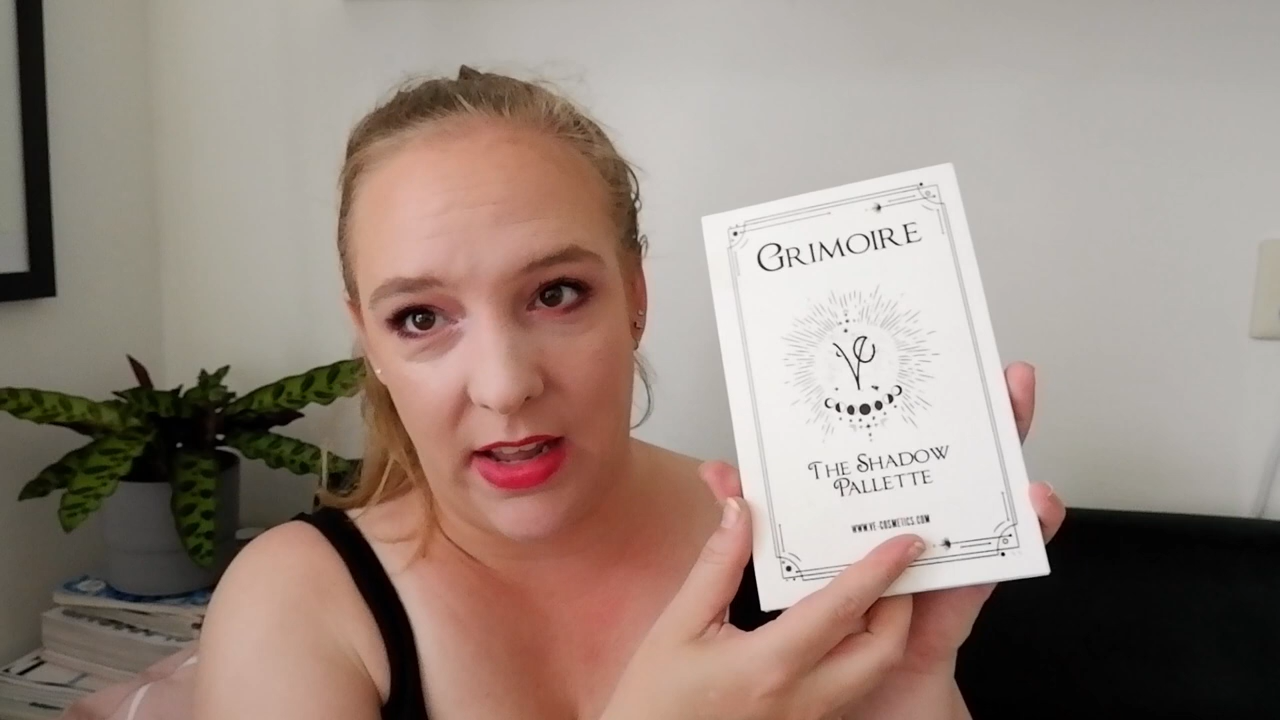 GRIMOIRE
VE
THE SHADOW
PALLETTE
WWW.VE-COSMETICS.COM